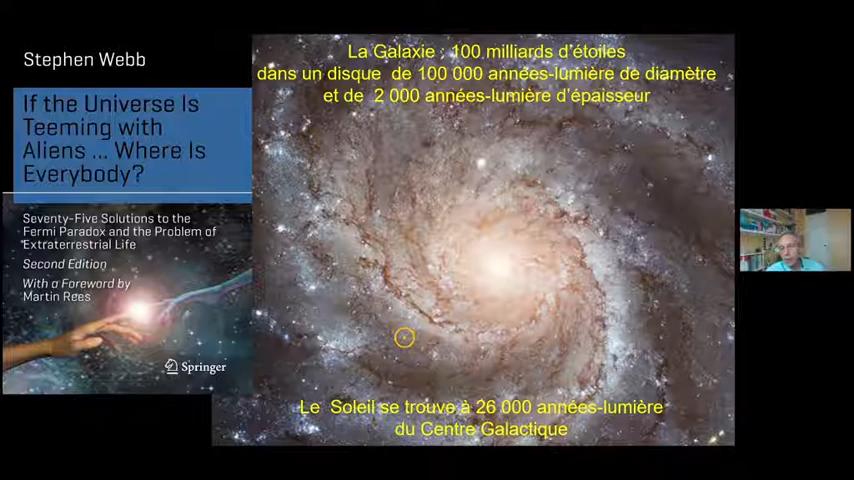 Stephen Webb
If the Universe Is
Teeming with
Aliens ... Where Is
Everybody?
Seventy-Five Solutions to the
Fermi Paradox and the Problem of
Extraterrestrial Life
Second Edition
With a Foreword by
Martin Rees
Springer
La Galaxie : 100 milliards d'étoiles
dans un disque de 100 000 années-lumière de diamètre
et de 2 000 années-lumière d'épaisseur
Le Soleil se trouve à 26 000 années-lumière
du Centre Galactique